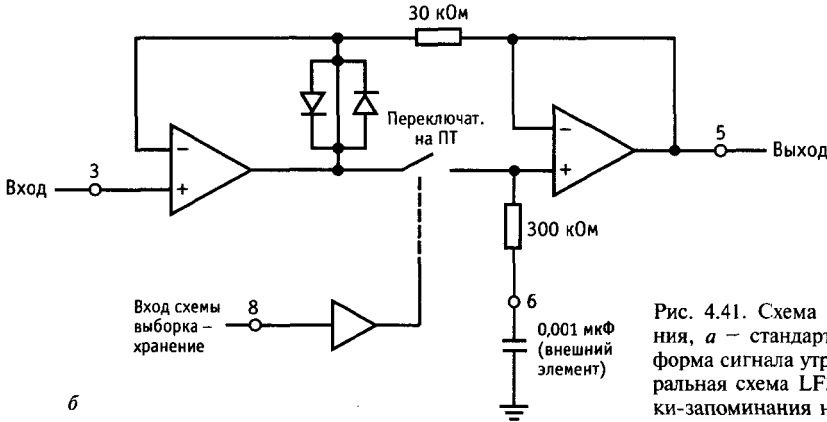 30 кОм
Переключат.
на ПТ
5
Выход
−
+
−
+
3
Вход
300 кОм
6
Вход схемы
выборка –
хранение
8
0,001 мкФ
(внешний
элемент)
Рис. 4.41. Схема
ния, а — стандарт
форма сигнала утр
ральная схема LF
ки-запоминания н
б